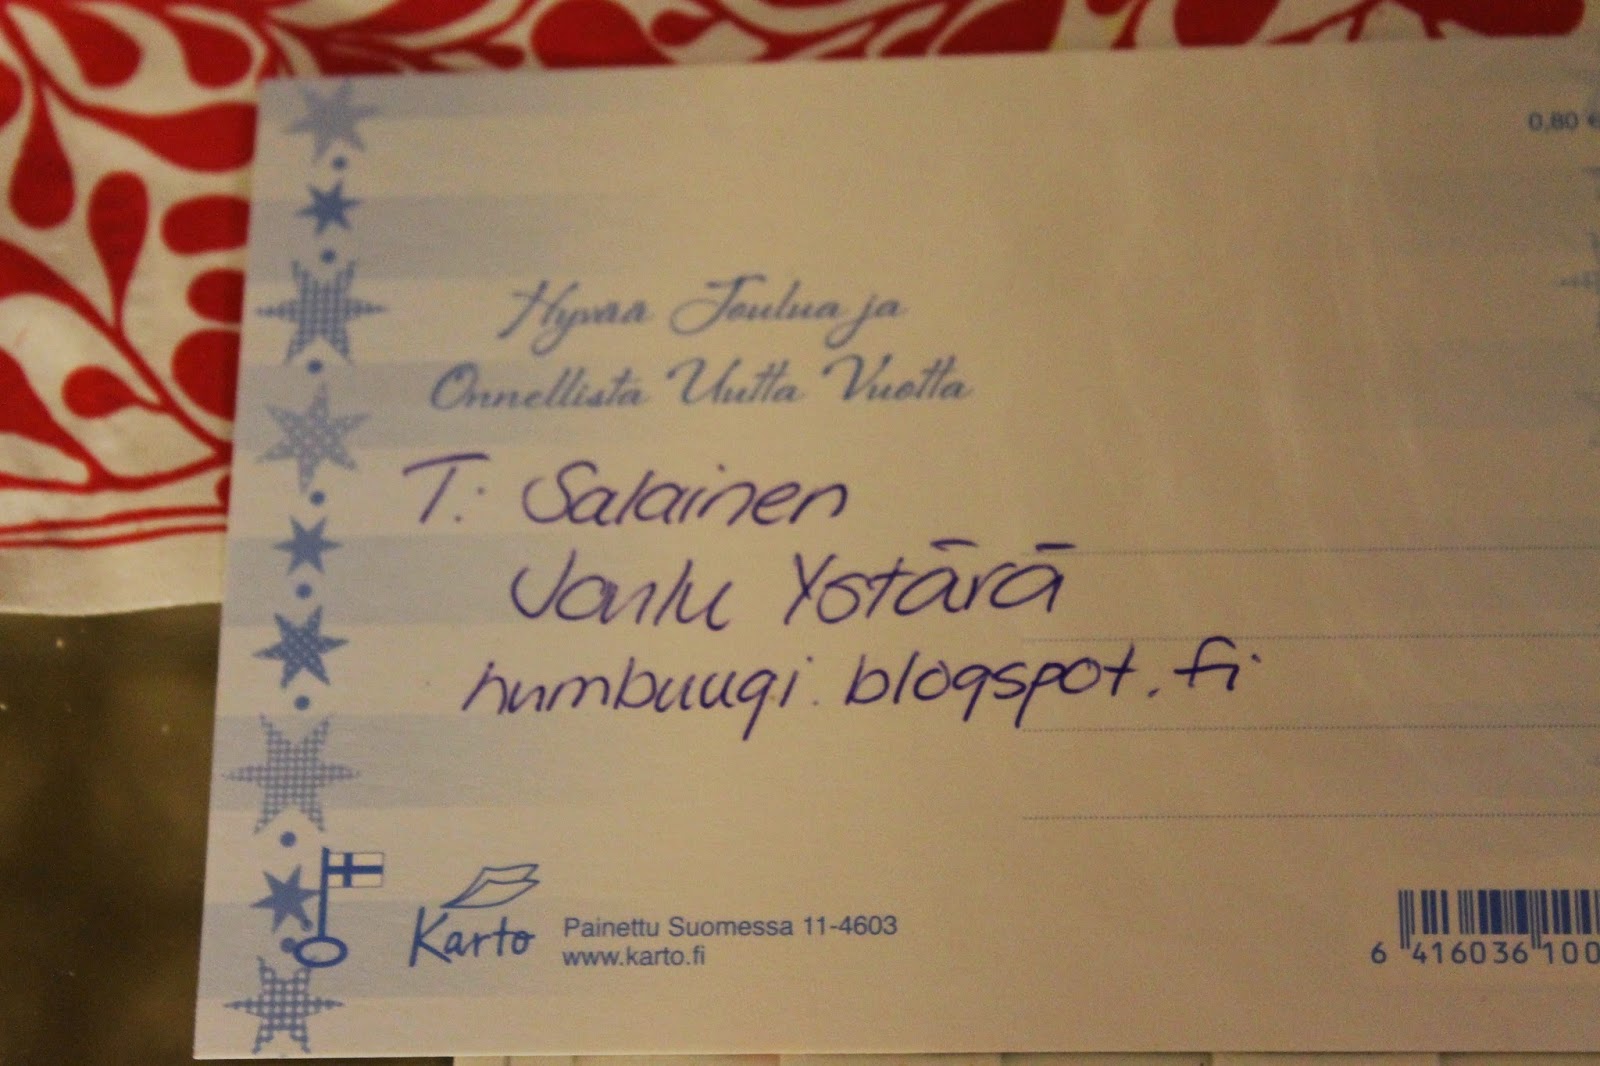 0,80 €
Hyvää Joulua ja
Onnellista Uutta Vuotta
T: Salainen
Joulu Ystärä
humbuugi.blogspot.fi
Karto
Painettu Suomessa 11-4603
www.karto.fi
6 416036 100